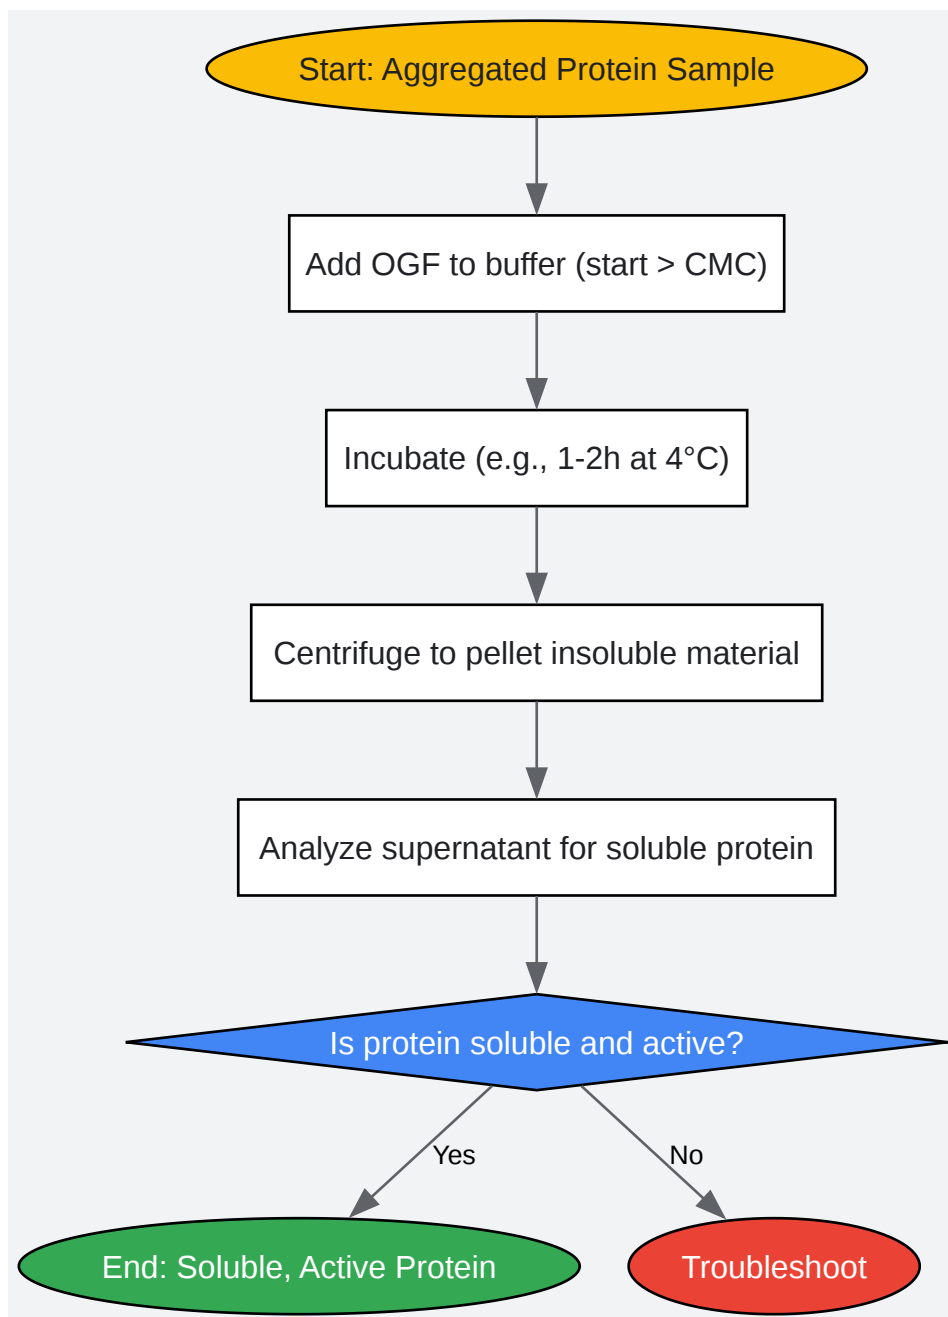 Start: Aggregated Protein Sample
Add OGF to buffer (start > CMC)
Incubate (e.g., 1-2h at 4°C)
Centrifuge to pellet insoluble material
Analyze supernatant for soluble protein
Is protein soluble and active?
Yes
No
End: Soluble, Active Protein
Troubleshoot